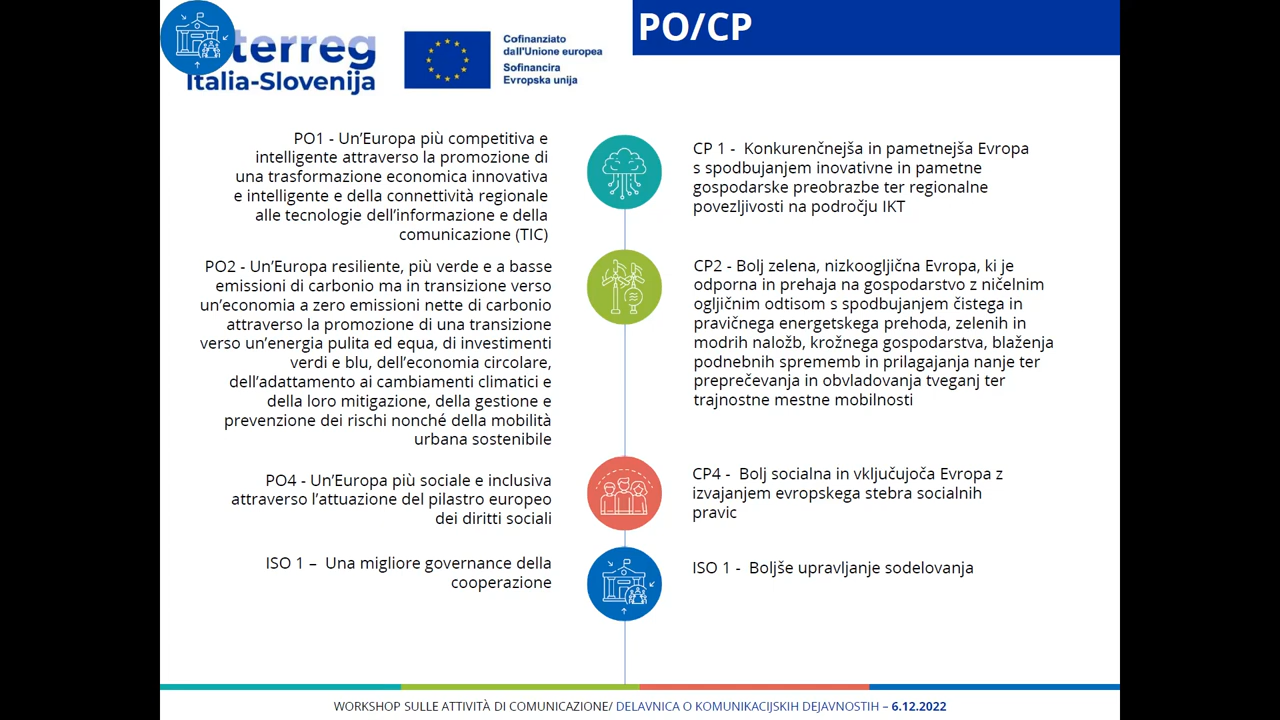 terreg
Italia-Slovenija
Cofinanziato
dall'Unione europea
Sofinancira
Evropska unija
PO/CP
PO1 - Un'Europa più competitiva e
intelligente attraverso la promozione di
una trasformazione economica innovativa
e intelligente e della connettività regionale
alle tecnologie dell'informazione e della
comunicazione (TIC)
CP 1 - Konkurenčnejša in pametnejša Evropa
s spodbujanjem inovativne in pametne
gospodarske preobrazbe ter regionalne
povezljivosti na področju IKT
PO2 - Un'Europa resiliente, più verde e a basse
emissioni di carbonio ma in transizione verso
un'economia a zero emissioni nette di carbonio
attraverso la promozione di una transizione
verso un'energia pulita ed equa, di investimenti
verdi e blu, dell'economia circolare,
dell'adattamento ai cambiamenti climatici e
della loro mitigazione, della gestione e
prevenzione dei rischi nonché della mobilità
urbana sostenibile
CP2 - Bolj zelena, nizkoogljična Evropa, ki je
odporna in prehaja na gospodarstvo z ničelnim
ogljičnim odtisom s spodbujanjem čistega in
pravičnega energetskega prehoda, zelenih in
modrih naložb, krožnega gospodarstva, blaženja
podnebnih sprememb in prilagajanja nanje ter
preprečevanja in obvladovanja tveganj ter
trajnostne mestne mobilnosti
PO4 - Un'Europa più sociale e inclusiva
attraverso l'attuazione del pilastro europeo
dei diritti sociali
CP4 - Bolj socialna in vključujoča Evropa z
izvajanjem evropskega stebra socialnih
pravic
ISO 1 – Una migliore governance della
cooperazione
ISO 1 - Boljše upravljanje sodelovanja
WORKSHOP SULLE ATTIVITÀ DI COMUNICAZIONE/ DELAVNICA O KOMUNIKACIJSKIH DEJAVNOSTIH – 6.12.2022